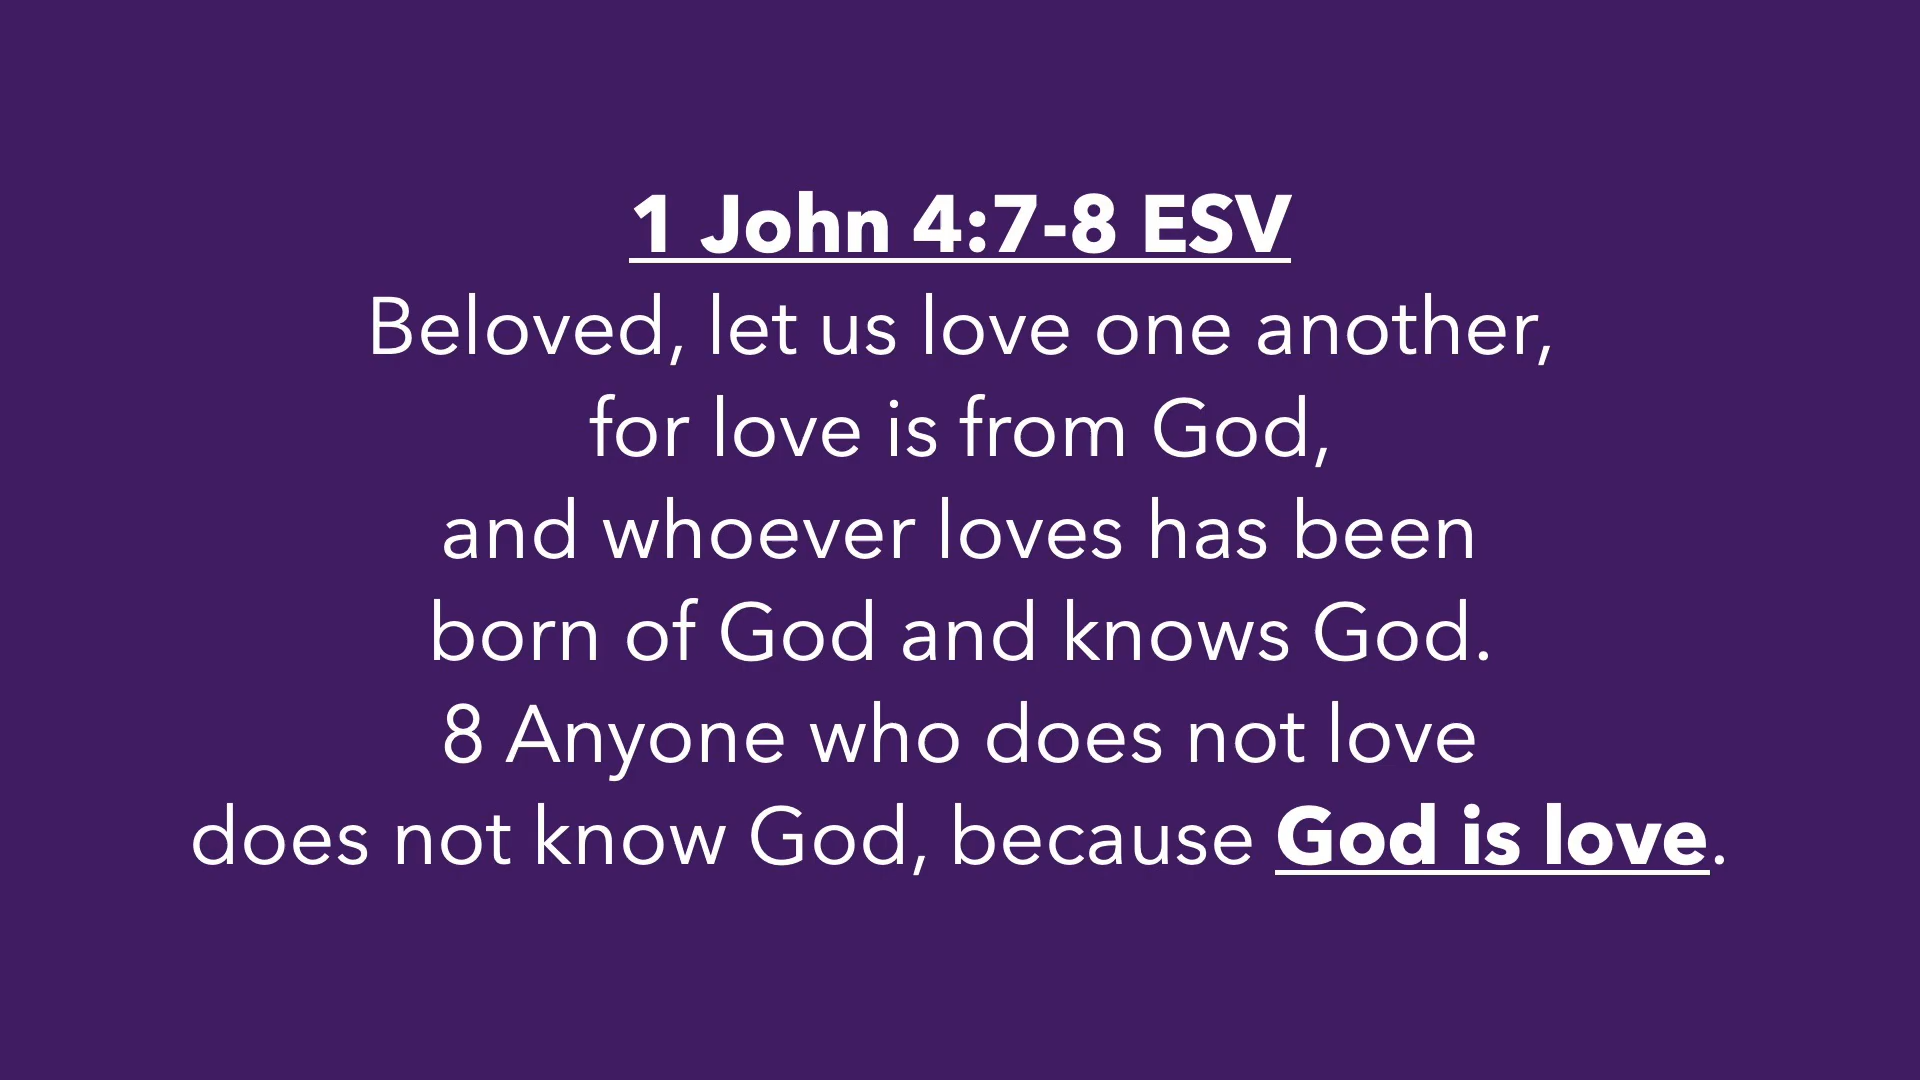 1 John 4:7-8 ESV
Beloved, let us love one another,
for love is from God,
and whoever loves has been
born of God and knows God.
8 Anyone who does not love
does not know God, because God is love.